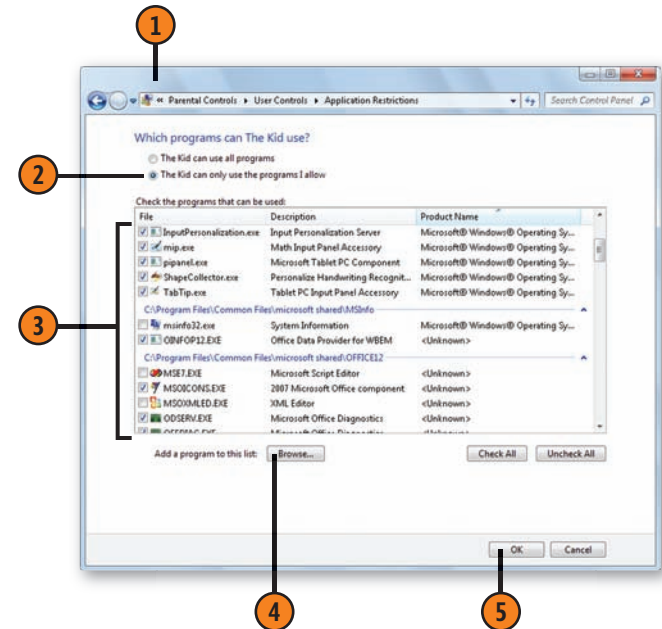 1
« Parental Controls ▸ User Controls ▸ Application Restrictions Search Control Panel
Which programs can The Kid use?
The Kid can use all programs
2
The Kid can only use the programs I allow
Check the programs that can be used:
File Description Product Name
InputPersonalization.exe Input Personalization Server Microsoft® Windows® Operating Sy...
mip.exe Math Input Panel Accessory Microsoft® Windows® Operating Sy...
pipanel.exe Microsoft Tablet PC Component Microsoft® Windows® Operating Sy...
ShapeCollector.exe Personalize Handwriting Recognit... Microsoft® Windows® Operating Sy...
TabTip.exe Tablet PC Input Panel Accessory Microsoft® Windows® Operating Sy...
C:\Program Files\Common Files\microsoft shared\MSInfo
3
msinfo32.exe System Information Microsoft® Windows® Operating Sy...
OINFOP12.EXE Office Data Provider for WBEM <Unknown>
C:\Program Files\Common Files\microsoft shared\OFFICE12
MSE7.EXE Microsoft Script Editor <Unknown>
MSOICONS.EXE 2007 Microsoft Office component <Unknown>
MSOXMLED.EXE XML Editor <Unknown>
ODSERV.EXE Microsoft Office Diagnostics <Unknown>
Add a program to this list: Browse... Check All Uncheck All
OK Cancel
4 5